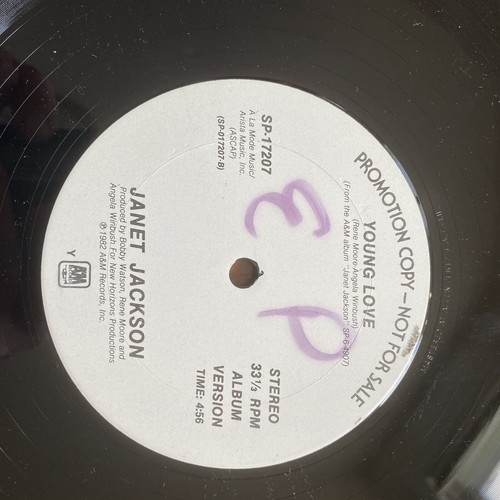 PROMOTION COPY – NOT FOR SALE
YOUNG LOVE
(Rene Moore-Angela Winbush)
(From the A&M album "Janet Jackson" SP-6-4907)
SP-17207
À La Mode Music/
Arista Music, Inc.
(ASCAP)
(SP-017207-B)
E P
STEREO
33⅓ RPM
ALBUM
VERSION
TIME: 4:56
JANET JACKSON
Produced by Bobby Watson, Rene Moore and
Angela Winbush For New Horizons Productions
℗1982 A&M Records, Inc.
A&M
Y